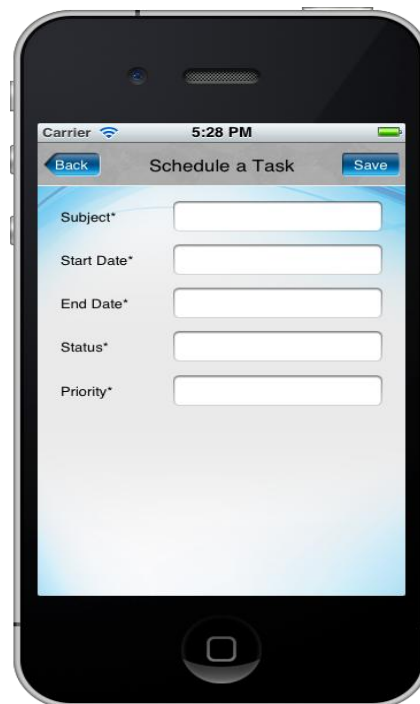 Carrier 5:28 PM
Back Schedule a Task Save
Subject*
Start Date*
End Date*
Status*
Priority*